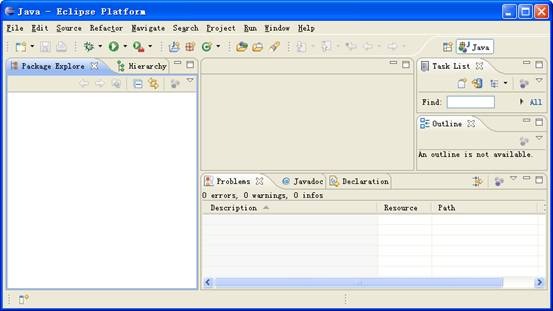 Java - Eclipse Platform
File Edit Source Refactor Navigate Search Project Run Window Help
Java
Package Explore Hierarchy
Task List
Find: All
Outline
An outline is not available.
Problems @ Javadoc Declaration
0 errors, 0 warnings, 0 infos
Description Resource Path